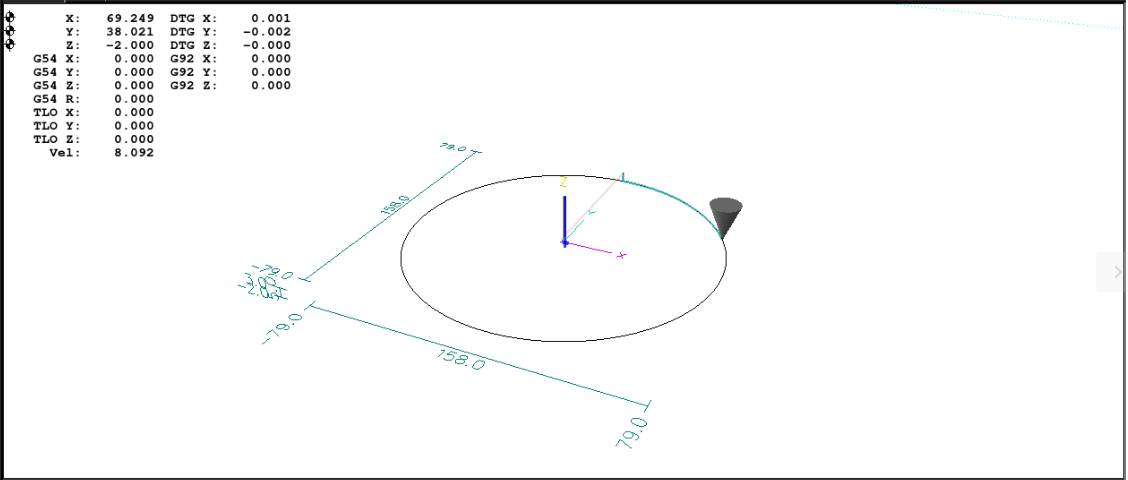 X: 69.249 DTG X: 0.001
Y: 38.021 DTG Y: -0.002
Z: -2.000 DTG Z: -0.000
G54 X: 0.000 G92 X: 0.000
G54 Y: 0.000 G92 Y: 0.000
G54 Z: 0.000 G92 Z: 0.000
G54 R: 0.000
TLO X: 0.000
TLO Y: 0.000
TLO Z: 0.000
Vel: 8.092
79.0
Z
158.0
Y
X
-79.0
-79.0
158.0
79.0